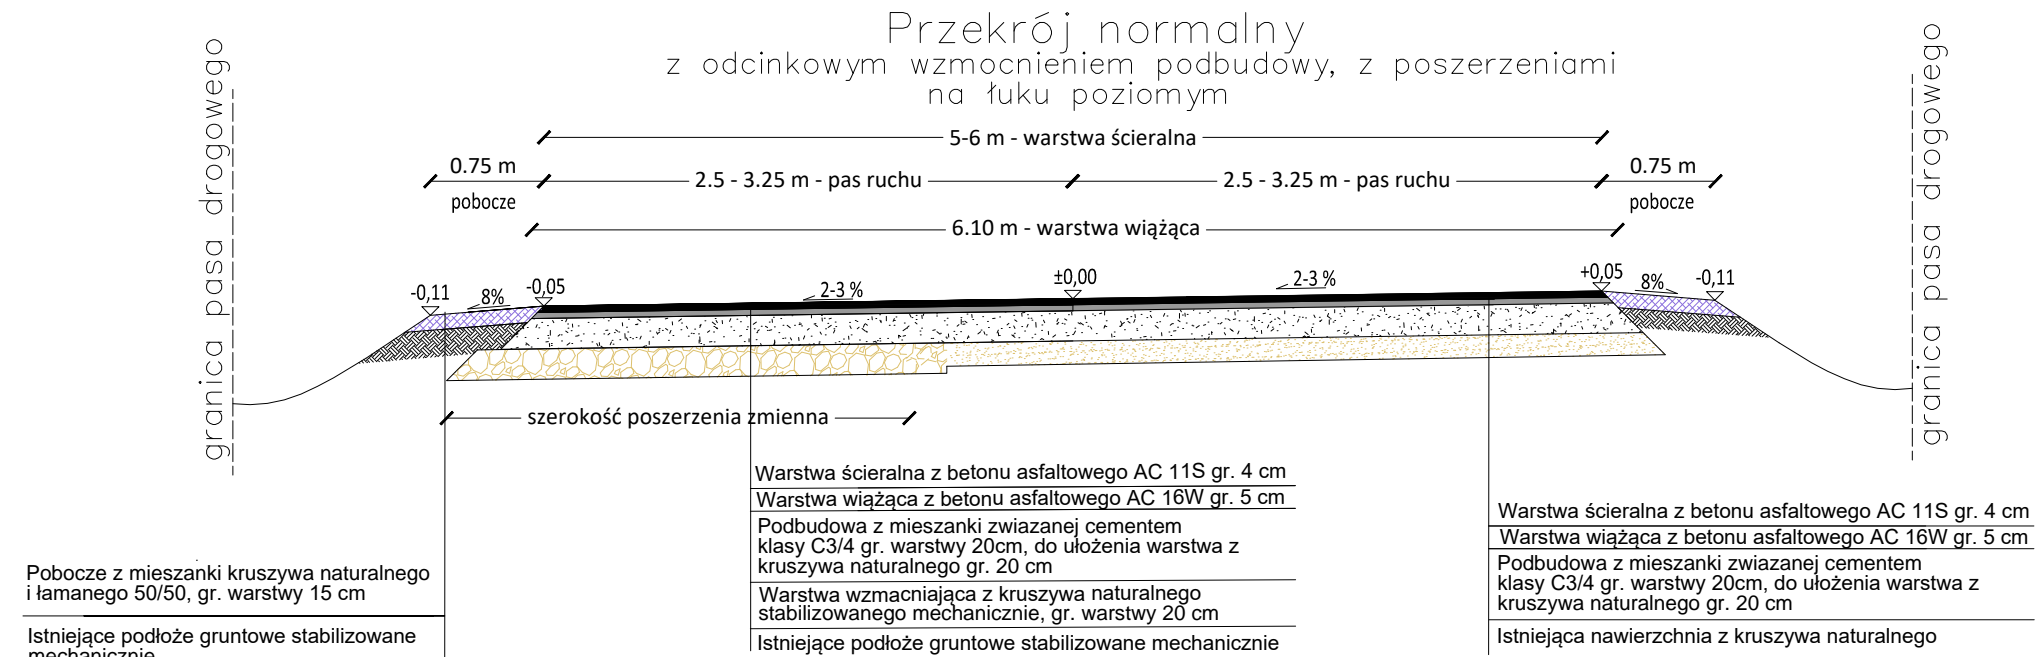 Przekrój normalny
z odcinkowym wzmocnieniem podbudowy, z poszerzeniami
na łuku poziomym
granica pasa drogowego
granica pasa drogowego
5-6 m - warstwa ścieralna
0.75 m
pobocze
2.5 - 3.25 m - pas ruchu
2.5 - 3.25 m - pas ruchu
0.75 m
pobocze
6.10 m - warstwa wiążąca
-0,11
8%
-0,05
2-3 %
±0,00
2-3 %
+0,05
8%
-0,11
szerokość poszerzenia zmienna
Pobocze z mieszanki kruszywa naturalnego
i łamanego 50/50, gr. warstwy 15 cm
Istniejące podłoże gruntowe stabilizowane
mechanicznie
Warstwa ścieralna z betonu asfaltowego AC 11S gr. 4 cm
Warstwa wiążąca z betonu asfaltowego AC 16W gr. 5 cm
Podbudowa z mieszanki zwiazanej cementem
klasy C3/4 gr. warstwy 20cm, do ułożenia warstwa z
kruszywa naturalnego gr. 20 cm
Warstwa wzmacniająca z kruszywa naturalnego
stabilizowanego mechanicznie, gr. warstwy 20 cm
Istniejące podłoże gruntowe stabilizowane mechanicznie
Warstwa ścieralna z betonu asfaltowego AC 11S gr. 4 cm
Warstwa wiążąca z betonu asfaltowego AC 16W gr. 5 cm
Podbudowa z mieszanki zwiazanej cementem
klasy C3/4 gr. warstwy 20cm, do ułożenia warstwa z
kruszywa naturalnego gr. 20 cm
Istniejąca nawierzchnia z kruszywa naturalnego